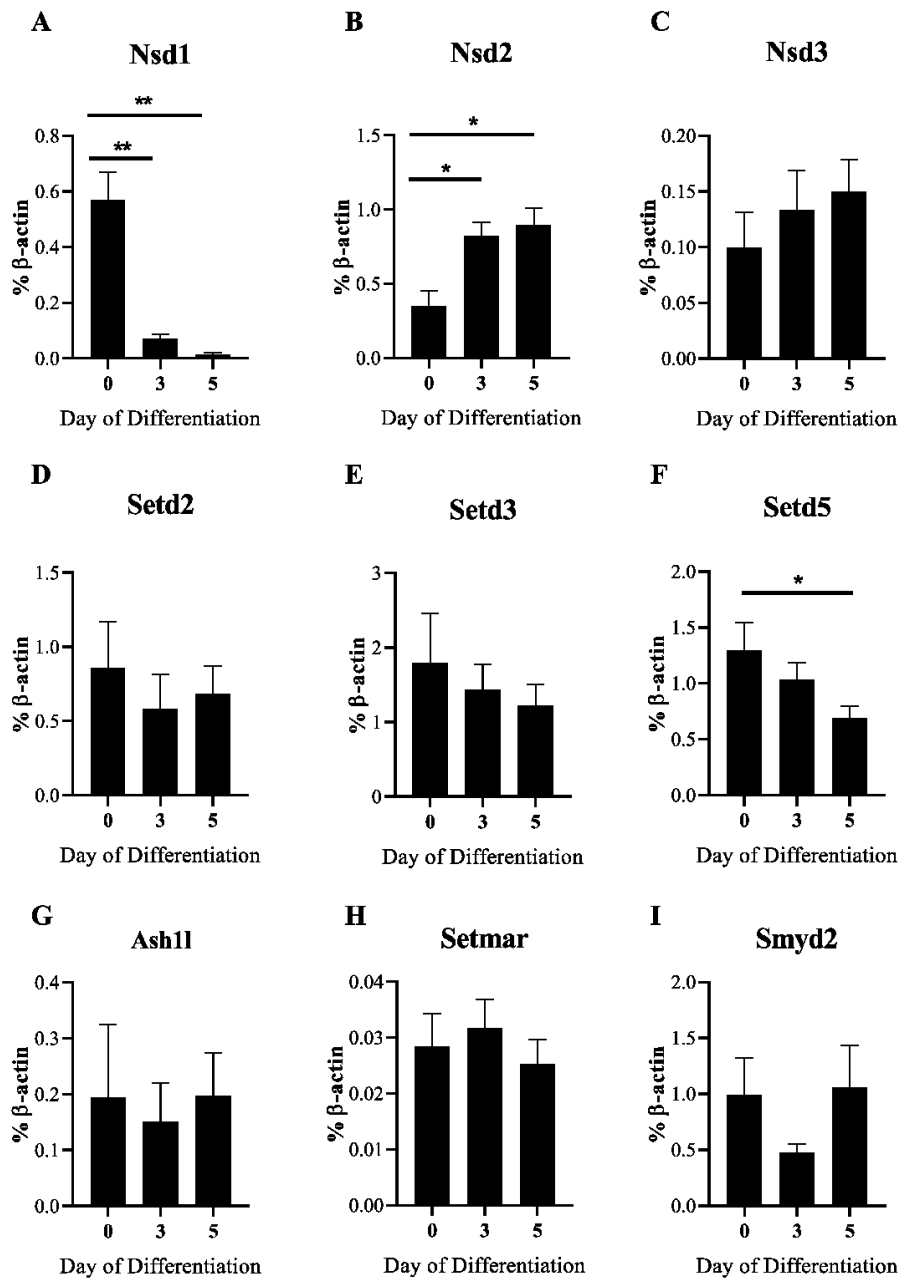 A
Nsd1
**
**
0.8
0.6
0.4
0.2
0.0
% β-actin
0 3 5
Day of Differentiation
B
Nsd2
*
*
1.5
1.0
0.5
0.0
% β-actin
0 3 5
Day of Differentiation
C
Nsd3
0.20
0.15
0.10
0.05
0.00
% β-actin
0 3 5
Day of Differentiation
D
Setd2
1.5
1.0
0.5
0.0
% β-actin
0 3 5
Day of Differentiation
E
Setd3
3
2
1
0
% β-actin
0 3 5
Day of Differentiation
F
Setd5
*
2.0
1.5
1.0
0.5
0.0
% β-actin
0 3 5
Day of Differentiation
G
Ash1l
0.4
0.3
0.2
0.1
0.0
% β-actin
0 3 5
Day of Differentiation
H
Setmar
0.04
0.03
0.02
0.01
0.00
% β-actin
0 3 5
Day of Differentiation
I
Smyd2
2.0
1.5
1.0
0.5
0.0
% β-actin
0 3 5
Day of Differentiation